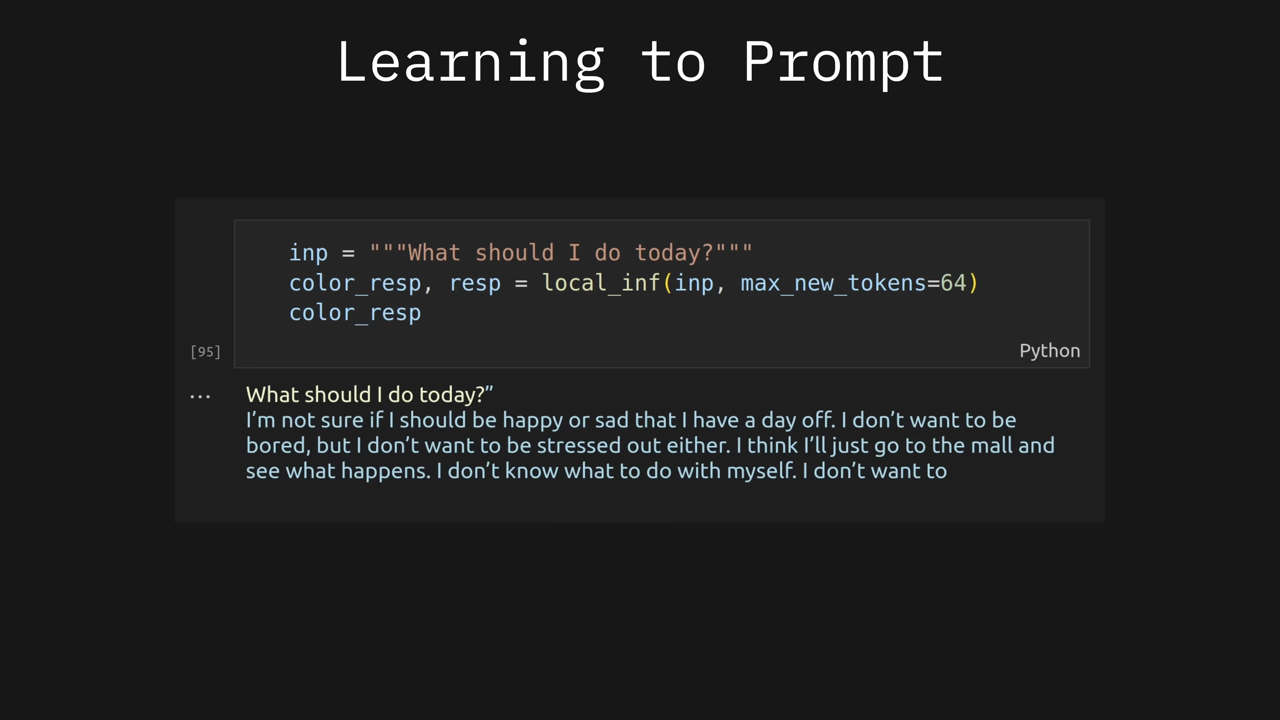 Learning to Prompt
inp = """What should I do today?"""
color_resp, resp = local_inf(inp, max_new_tokens=64)
color_resp
[95]
Python
...
What should I do today?”
I’m not sure if I should be happy or sad that I have a day off. I don’t want to be
bored, but I don’t want to be stressed out either. I think I’ll just go to the mall and
see what happens. I don’t know what to do with myself. I don’t want to